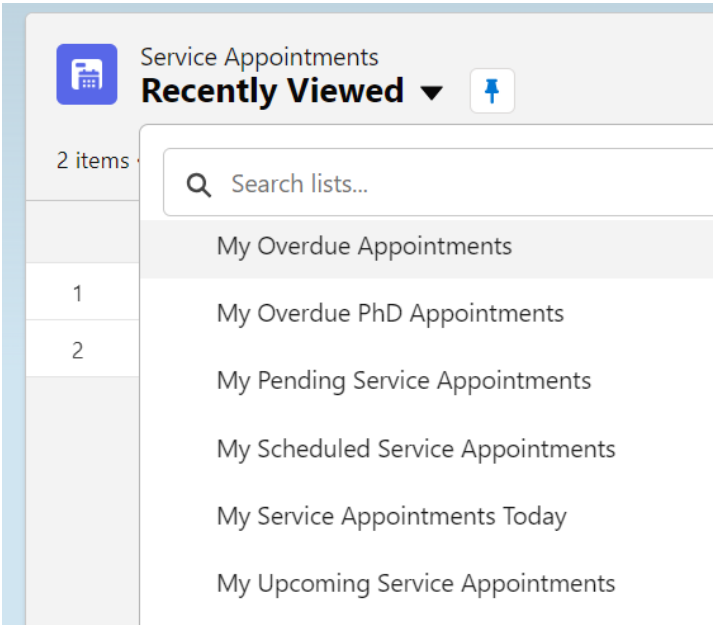 Service Appointments
Recently Viewed
2 items •
Search lists...
My Overdue Appointments
1
My Overdue PhD Appointments
2
My Pending Service Appointments
My Scheduled Service Appointments
My Service Appointments Today
My Upcoming Service Appointments